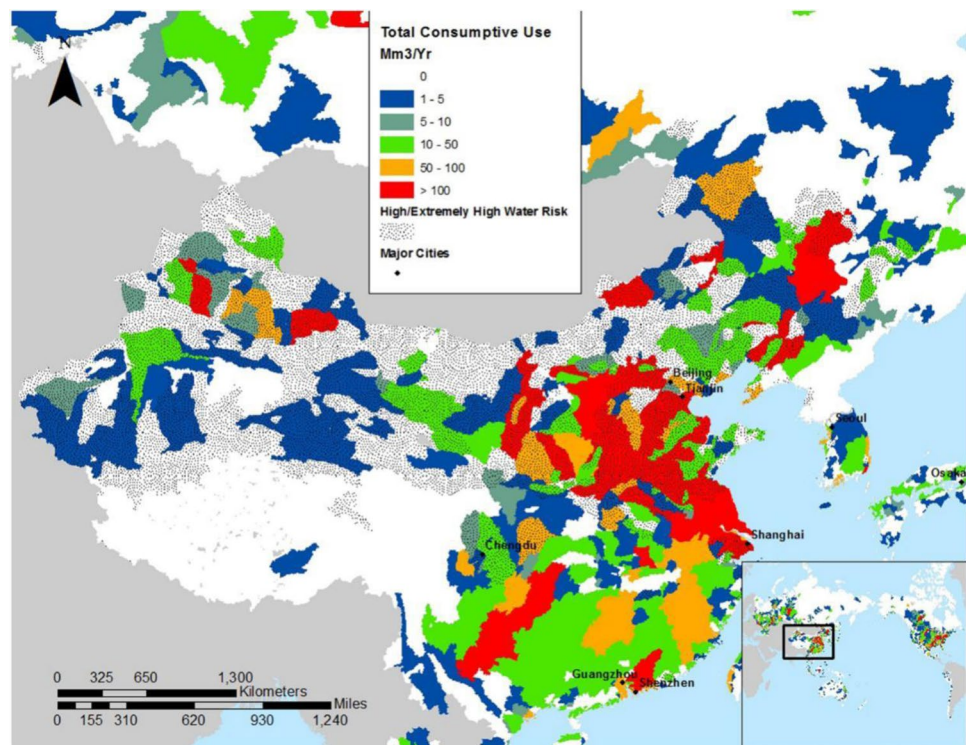 N
Total Consumptive Use
Mm3/Yr
0
1 - 5
5 - 10
10 - 50
50 - 100
> 100
High/Extremely High Water Risk
Major Cities
Beijing
Tianjin
Seoul
Osaka
Shanghai
Chengdu
Guangzhou
Shenzhen
0 325 650 1,300
Kilometers
Miles
0 155 310 620 930 1,240